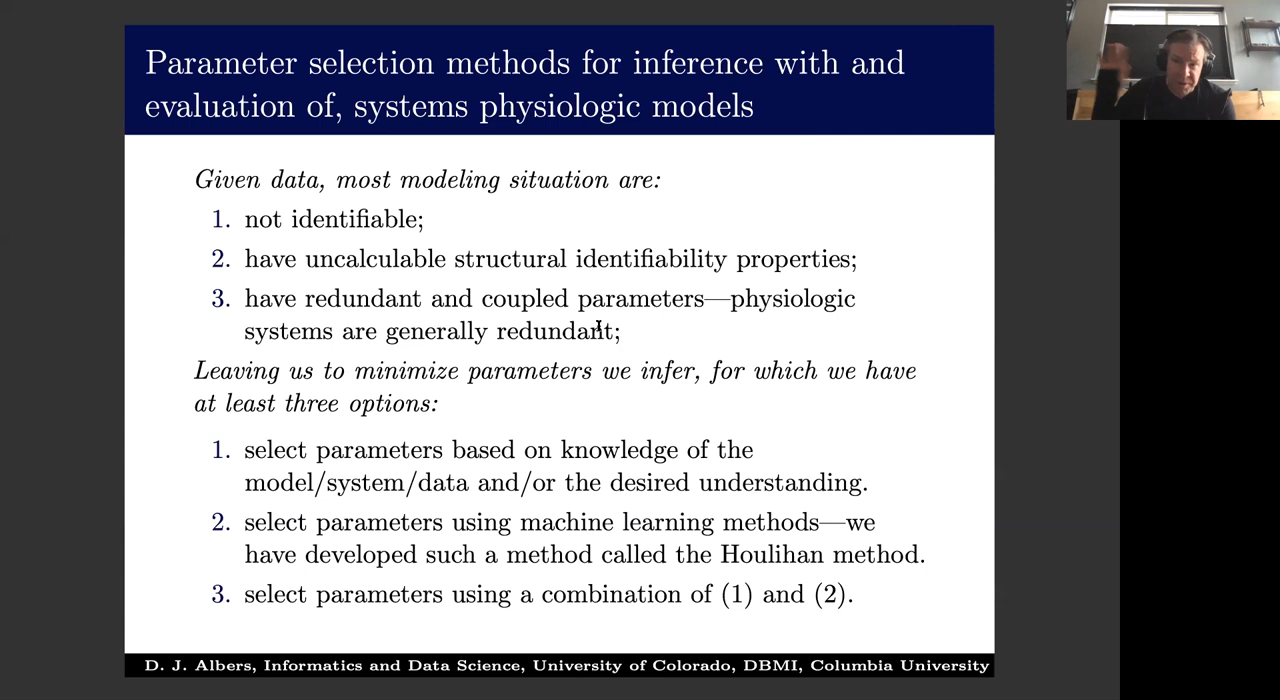 Parameter selection methods for inference with and
evaluation of, systems physiologic models
Given data, most modeling situation are:
1. not identifiable;
2. have uncalculable structural identifiability properties;
3. have redundant and coupled parameters—physiologic
systems are generally redundant;
Leaving us to minimize parameters we infer, for which we have
at least three options:
1. select parameters based on knowledge of the
model/system/data and/or the desired understanding.
2. select parameters using machine learning methods—we
have developed such a method called the Houlihan method.
3. select parameters using a combination of (1) and (2).
D. J. Albers, Informatics and Data Science, University of Colorado, DBMI, Columbia University